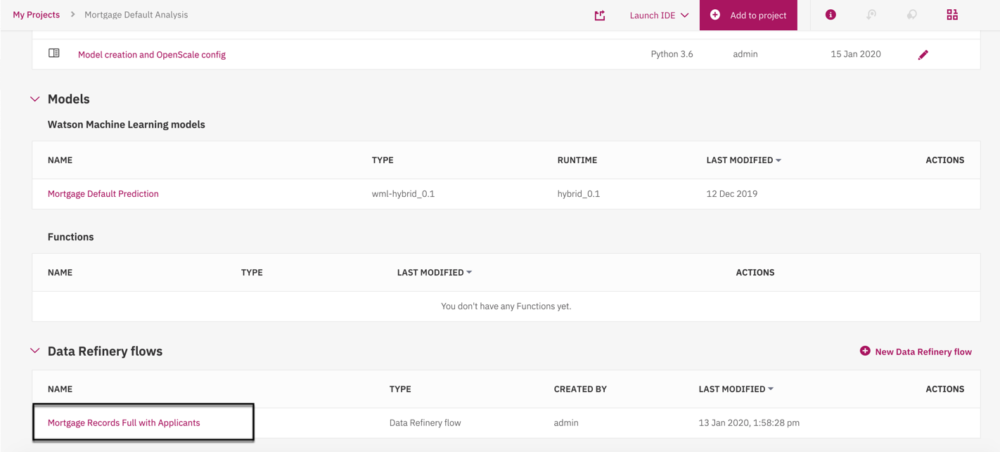 My Projects > Mortgage Default Analysis Launch IDE Add to project
Model creation and OpenScale config Python 3.6 admin 15 Jan 2020
Models
Watson Machine Learning models
NAME TYPE RUNTIME LAST MODIFIED ACTIONS
Mortgage Default Prediction wml-hybrid_0.1 hybrid_0.1 12 Dec 2019
Functions
NAME TYPE LAST MODIFIED ACTIONS
You don't have any Functions yet.
Data Refinery flows New Data Refinery flow
NAME TYPE CREATED BY LAST MODIFIED ACTIONS
Mortgage Records Full with Applicants Data Refinery flow admin 13 Jan 2020, 1:58:28 pm